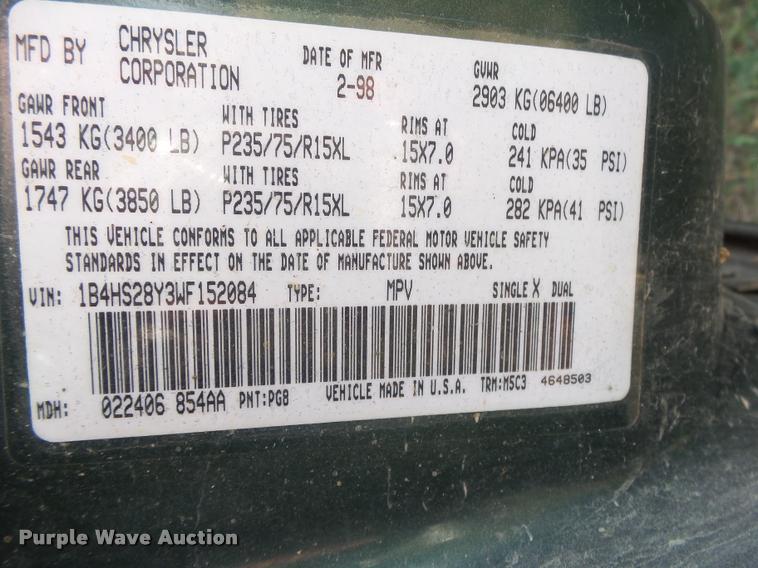 MFD BY CHRYSLER CORPORATION DATE OF MFR 2-98 GVWR 2903 KG(06400 LB)
GAWR FRONT WITH TIRES RIMS AT COLD
1543 KG(3400 LB) P235/75/R15XL 15X7.0 241 KPA(35 PSI)
GAWR REAR WITH TIRES RIMS AT COLD
1747 KG(3850 LB) P235/75/R15XL 15X7.0 282 KPA(41 PSI)
THIS VEHICLE CONFORMS TO ALL APPLICABLE FEDERAL MOTOR VEHICLE SAFETY
STANDARDS IN EFFECT ON THE DATE OF MANUFACTURE SHOWN ABOVE.
VIN: 1B4HS28Y3WF152084 TYPE: MPV SINGLE X DUAL
MDH: 022406 854AA PNT:PG8 VEHICLE MADE IN U.S.A. TRM:M5C3 4648503
Purple Wave Auction